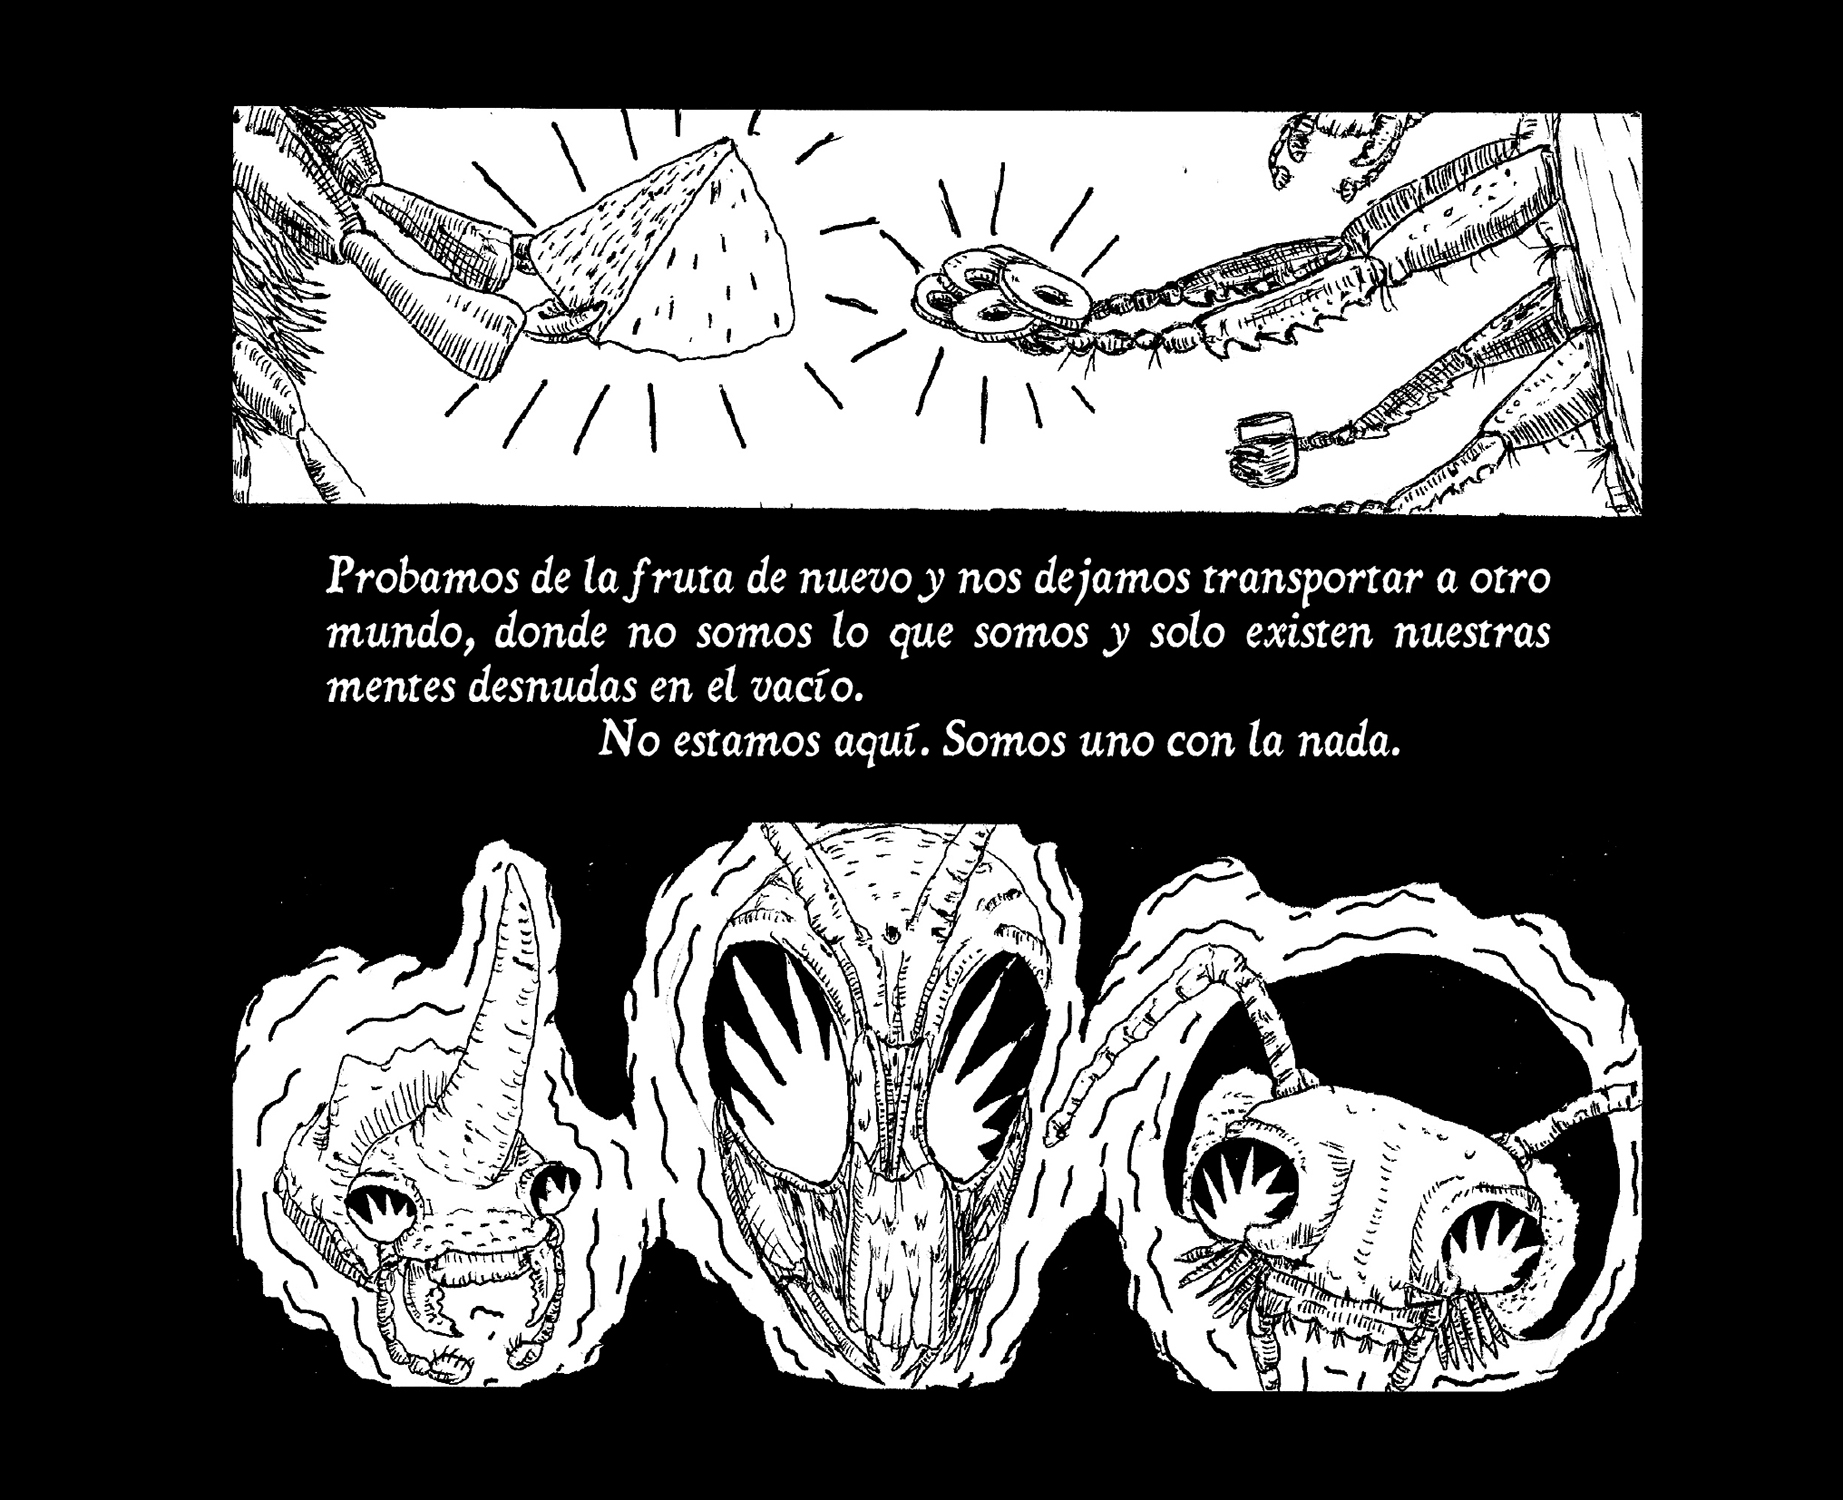 Probamos de la fruta de nuevo y nos dejamos transportar a otro
mundo, donde no somos lo que somos y solo existen nuestras
mentes desnudas en el vacío.
No estamos aquí. Somos uno con la nada.